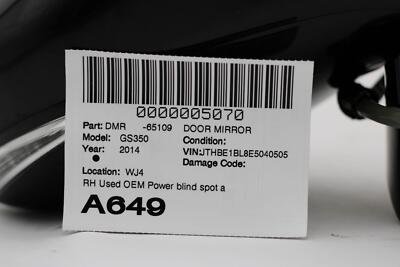 0000005070
Part: DMR -65109 DOOR MIRROR
Model: GS350 Condition:
Year: 2014 VIN:JTHBE1BL8E5040505
Damage Code:
Location: WJ4
RH Used OEM Power blind spot a
A649